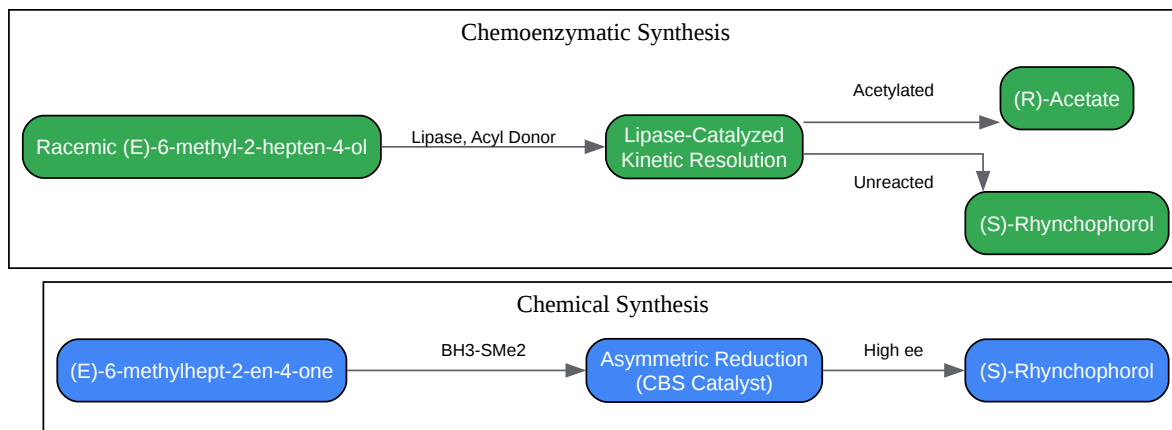 Chemoenzymatic Synthesis
Racemic (E)-6-methyl-2-hepten-4-ol
Lipase, Acyl Donor
Lipase-Catalyzed
Kinetic Resolution
Acetylated
(R)-Acetate
Unreacted
(S)-Rhynchophorol
Chemical Synthesis
(E)-6-methylhept-2-en-4-one
BH3-SMe2
Asymmetric Reduction
(CBS Catalyst)
High ee
(S)-Rhynchophorol